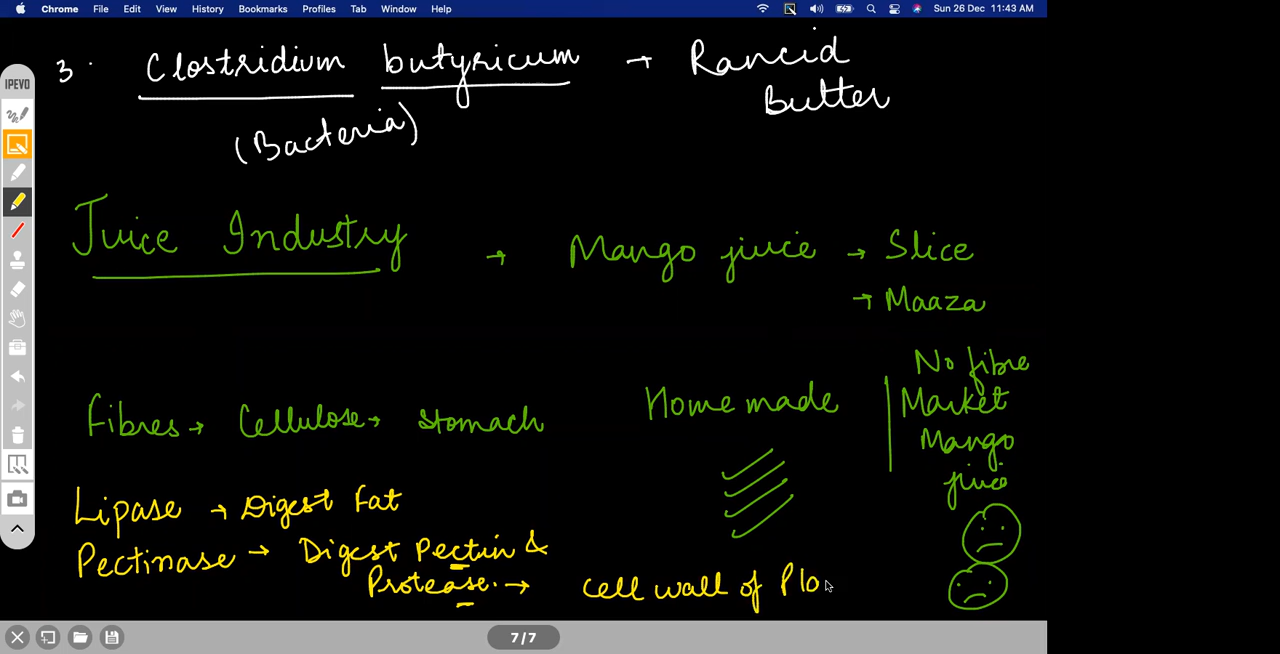 Chrome File Edit View History Bookmarks Profiles Tab Window Help Sun 26 Dec 11:43 AM
IPEVO
3. Clostridium butyricum → Rancid
Butter
(Bacteria)
Juice Industry → Mango juice → Slice
→ Maaza
No fibre
Fibres → Cellulose → stomach Home made Market
Mango
juice
Lipase → Digest Fat
Pectinase → Digest Pectin &
Protease. → cell wall of Pla
7/7